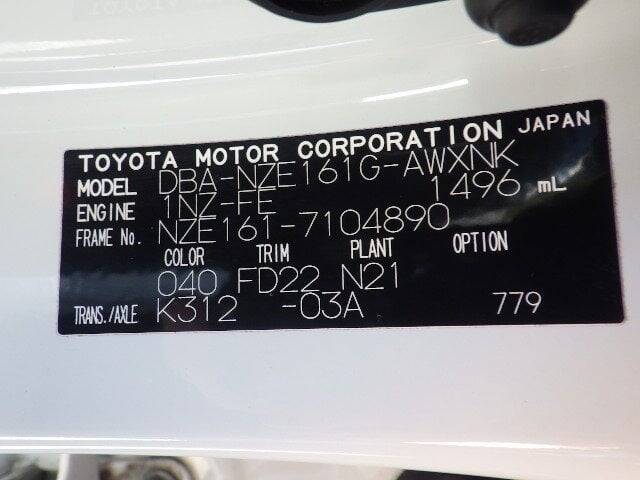 TOYOTA MOTOR CORPORATION JAPAN
MODEL DBA-NZE161G-AWXNK
ENGINE 1NZ-FE 1496 mL
FRAME No. NZE161-7104890
COLOR TRIM PLANT OPTION
040 FD22 N21
TRANS./AXLE K312 -03A 779